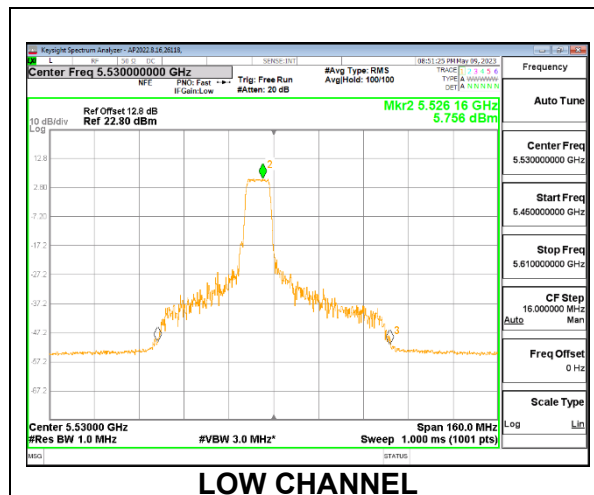 Keysight Spectrum Analyzer - AP2022.8.16,26118,
L RF 50 Ω DC SENSE:INT 08:51:25 PM May 09, 2023
Center Freq 5.530000000 GHz
NFE
PNO: Fast
IFGain:Low
Trig: Free Run
#Atten: 20 dB
#Avg Type: RMS
Avg|Hold: 100/100
TRACE 1 2 3 4 5 6
TYPE A WWWWW
DET A N N N N N
Frequency
Ref Offset 12.8 dB
10 dB/div Ref 22.80 dBm
Log
Mkr2 5.526 16 GHz
5.756 dBm
12.8
2.80
-7.20
-17.2
-27.2
-37.2
-47.2
-57.2
-67.2
2
3
Center 5.53000 GHz
Span 160.0 MHz
#Res BW 1.0 MHz
#VBW 3.0 MHz*
Sweep 1.000 ms (1001 pts)
MSG
STATUS
Auto Tune
Center Freq
5.530000000 GHz
Start Freq
5.450000000 GHz
Stop Freq
5.610000000 GHz
CF Step
16.000000 MHz
Auto Man
Freq Offset
0 Hz
Scale Type
Log Lin
LOW CHANNEL